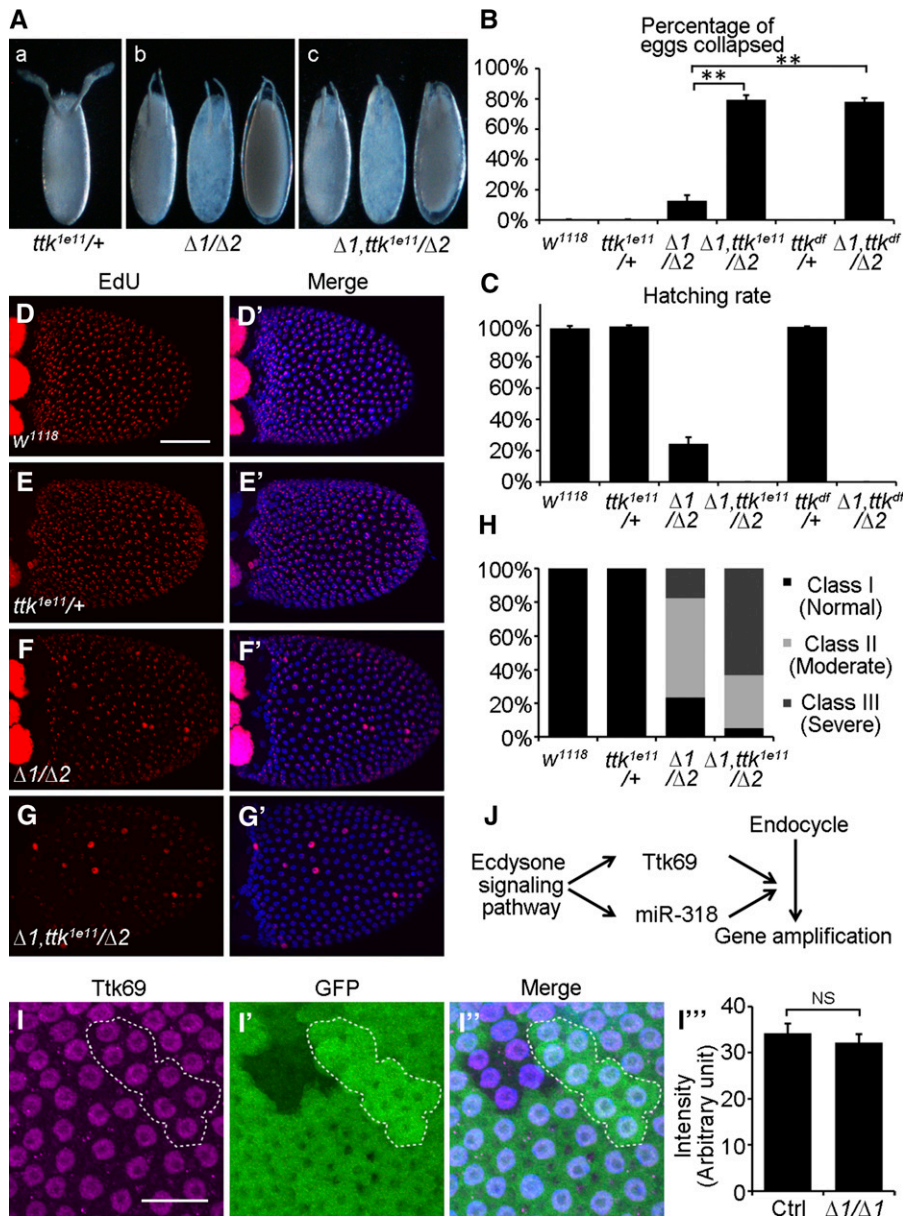 A
a
b
c
ttk1e11/+
Δ1/Δ2
Δ1,ttk1e11/Δ2
B
Percentage of
eggs collapsed
**
**
100%
80%
60%
40%
20%
0%
w1118
ttk1e11
/+
Δ1
/Δ2
Δ1,ttk1e11
/Δ2
ttkdf
/+
Δ1,ttkdf
/Δ2
C
Hatching rate
100%
80%
60%
40%
20%
0%
w1118
ttk1e11
/+
Δ1
/Δ2
Δ1,ttk1e11
/Δ2
ttkdf
/+
Δ1,ttkdf
/Δ2
EdU
Merge
D
D'
w1118
E
E'
ttk1e11/+
F
F'
Δ1/Δ2
G
G'
Δ1,ttk1e11/Δ2
H
100%
80%
60%
40%
20%
0%
w1118
ttk1e11
/+
Δ1
/Δ2
Δ1,ttk1e11
/Δ2
Class I
(Normal)
Class II
(Moderate)
Class III
(Severe)
J
Ecdysone
signaling
pathway
Ttk69
miR-318
Endocycle
Gene amplification
Ttk69
GFP
Merge
I
I'
I''
I'''
NS
Intensity
(Arbitrary unit)
40
30
20
10
0
Ctrl
Δ1/Δ1